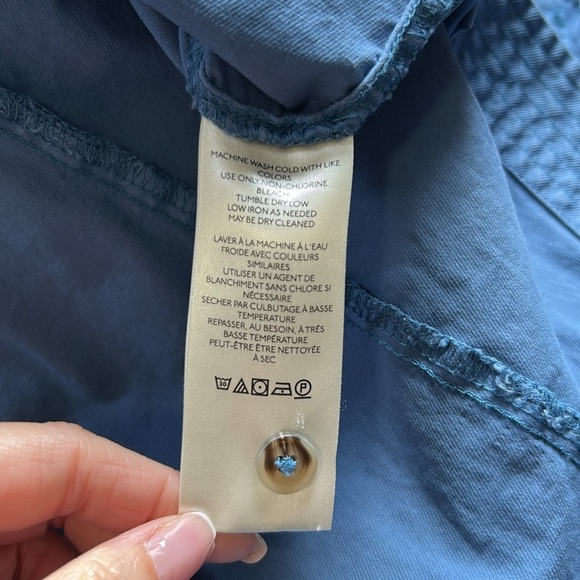 MACHINE WASH COLD WITH LIKE
COLORS
USE ONLY NON-CHLORINE
BLEACH
TUMBLE DRY LOW
LOW IRON AS NEEDED
MAY BE DRY CLEANED
LAVER À LA MACHINE À L'EAU
FROIDE AVEC COULEURS
SIMILAIRES
UTILISER UN AGENT DE
BLANCHIMENT SANS CHLORE SI
NÉCESSAIRE
SECHER PAR CULBUTAGE À BASSE
TEMPERATURE
REPASSER, AU BESOIN, À TRÉS
BASSE TEMPÉRATURE
PEUT-ÊTRE ÊTRE NETTOYÉE
À SEC
30 P